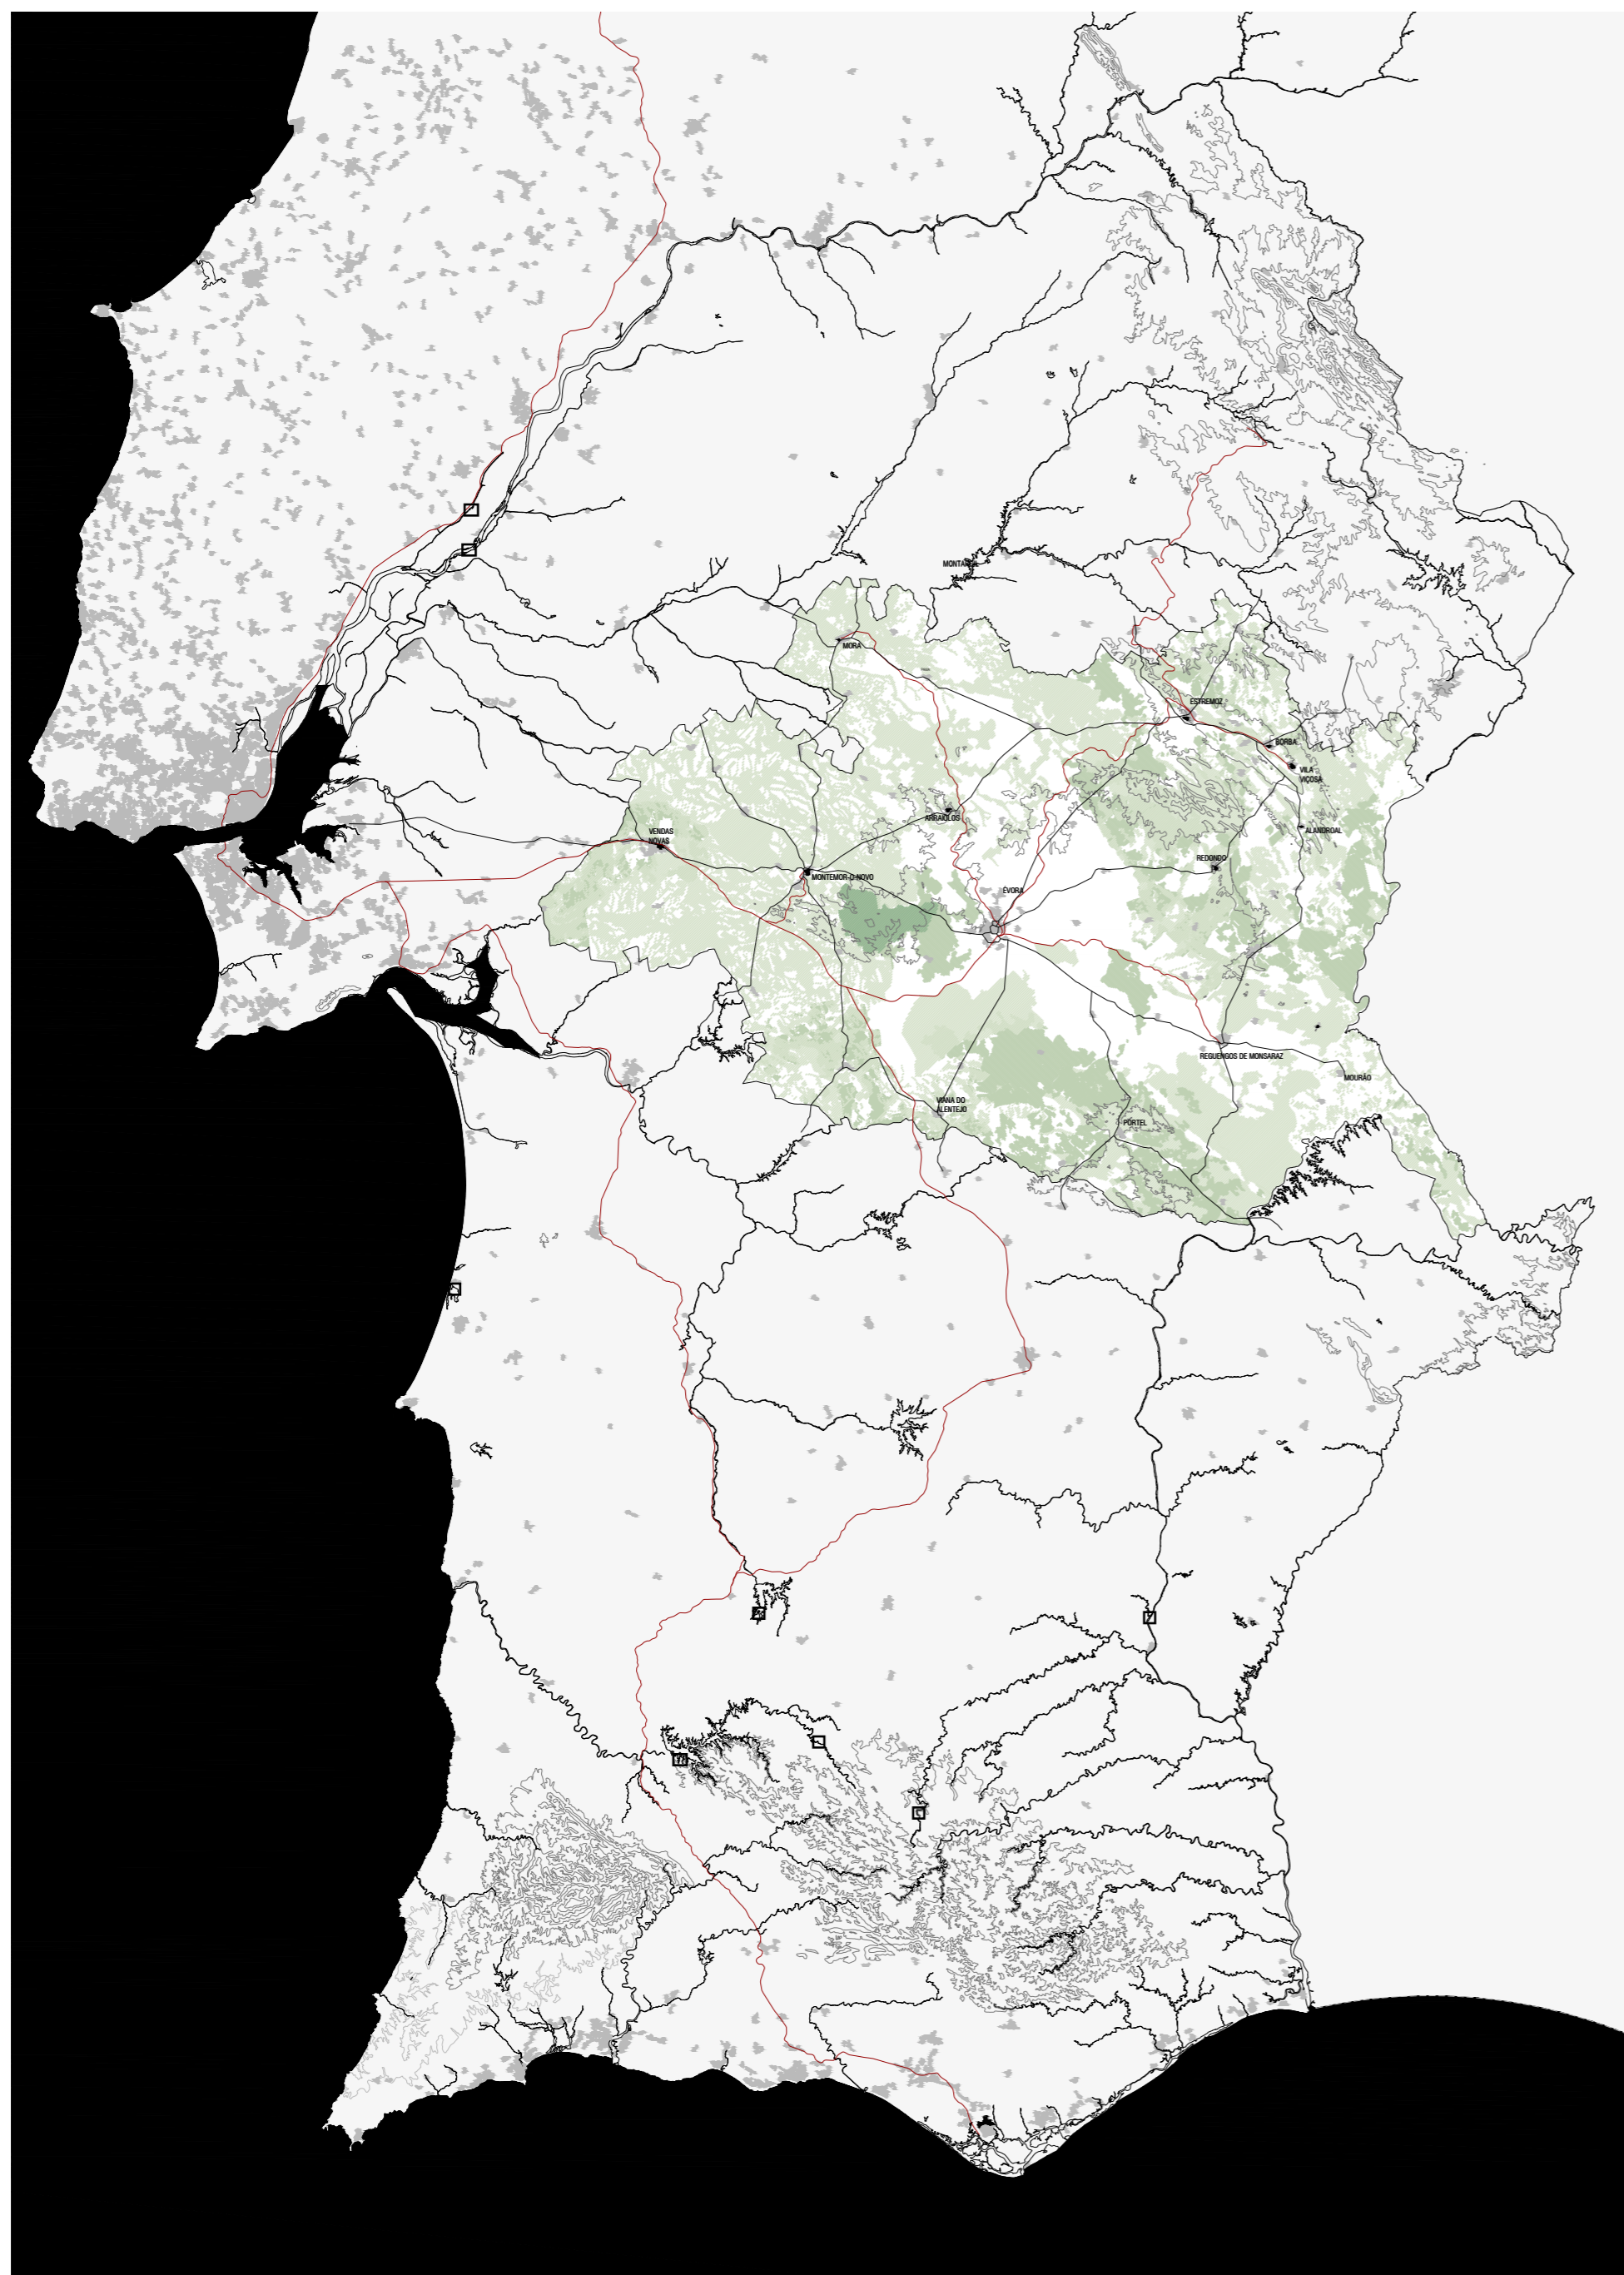 MORA
ESTREMOZ
BORBA
VILA
VIÇOSA
ARRAIOLOS
ALANDROAL
VENDAS
NOVAS
REDONDO
MONTEMOR-O-NOVO
ÉVORA
REGUENGOS DE MONSARAZ
MOURÃO
VIANA DO
ALENTEJO
PORTEL